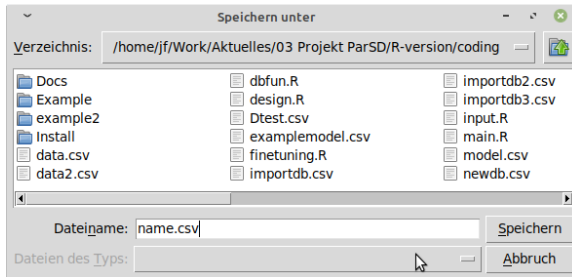 Speichern unter
Verzeichnis: /home/jf/Work/Aktuelles/03 Projekt ParSD/R-version/coding
Docs dbfun.R importdb2.csv
Example design.R importdb3.csv
example2 Dtest.csv input.R
Install examplemodel.csv main.R
data.csv finetuning.R model.csv
data2.csv importdb.csv newdb.csv
Dateiname: name.csv Speichern
Dateien des Typs: Abbruch